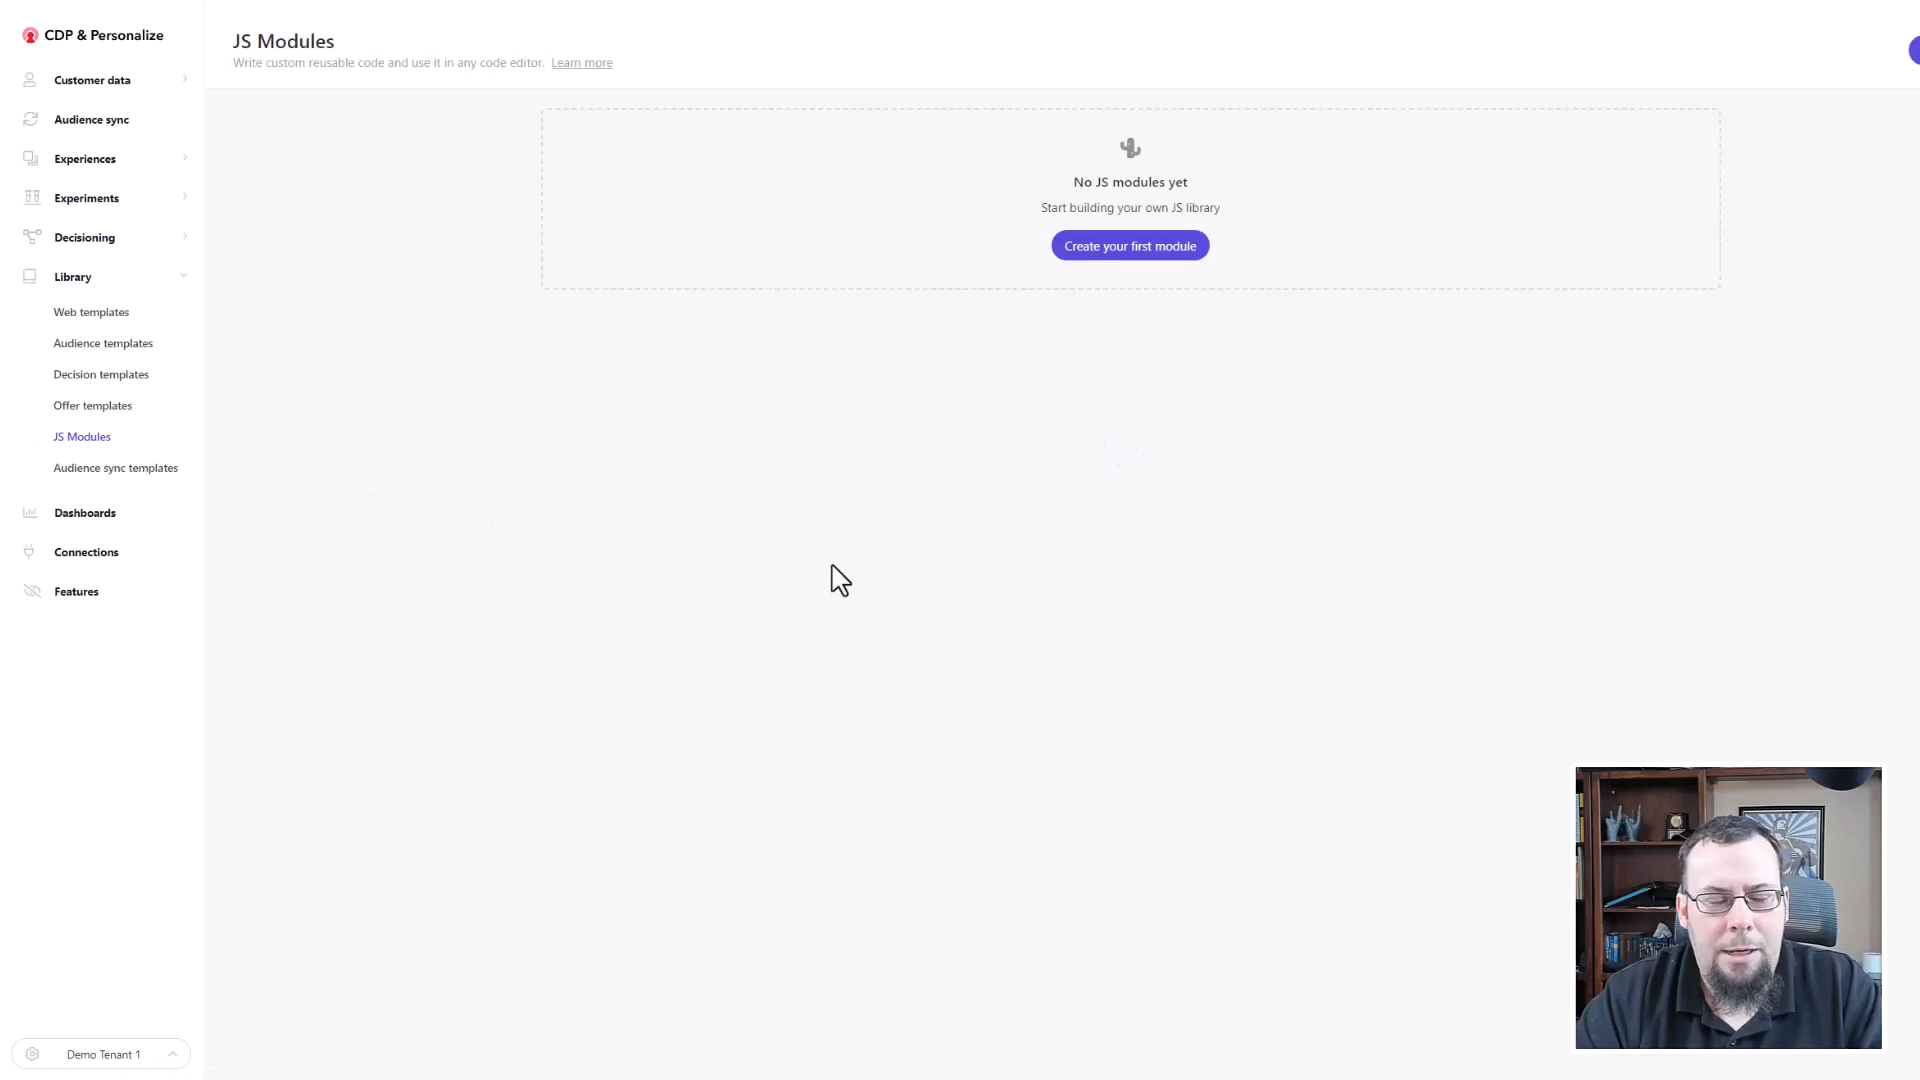 CDP & Personalize
Customer data
Audience sync
Experiences
Experiments
Decisioning
Library
Web templates
Audience templates
Decision templates
Offer templates
JS Modules
Audience sync templates
Dashboards
Connections
Features
Demo Tenant 1
JS Modules
Write custom reusable code and use it in any code editor. Learn more
No JS modules yet
Start building your own JS library
Create your first module